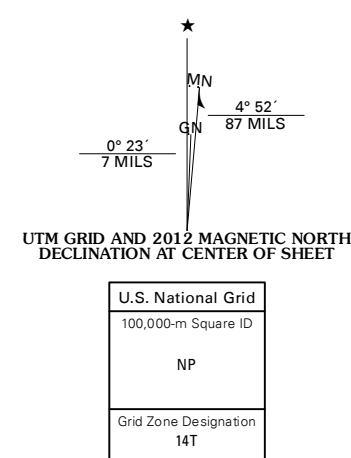 ★
MN
GN
4° 52´
87 MILS
0° 23´
7 MILS
UTM GRID AND 2012 MAGNETIC NORTH
DECLINATION AT CENTER OF SHEET
U.S. National Grid
100,000-m Square ID
NP
Grid Zone Designation
14T